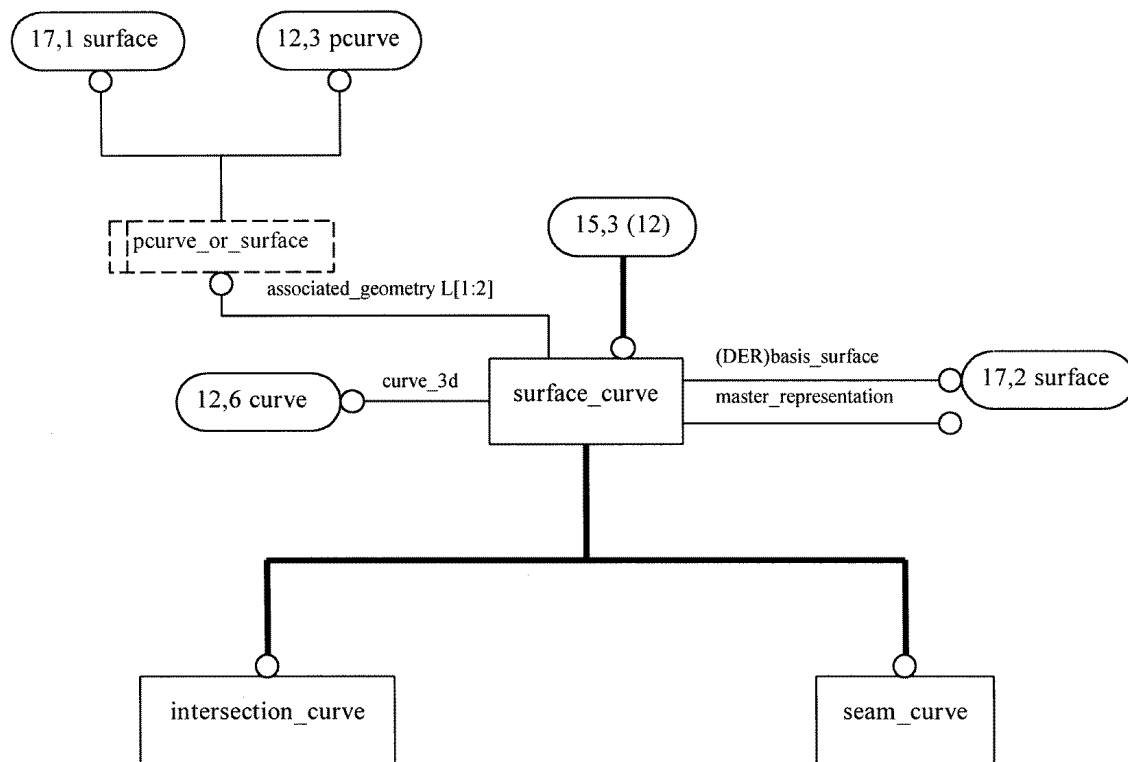 17,1 surface
12,3 pcurve
pcurve_or_surface
15,3 (12)
associated_geometry L[1:2]
(DER)basis_surface
curve_3d
12,6 curve
surface_curve
17,2 surface
master_representation
intersection_curve
seam_curve